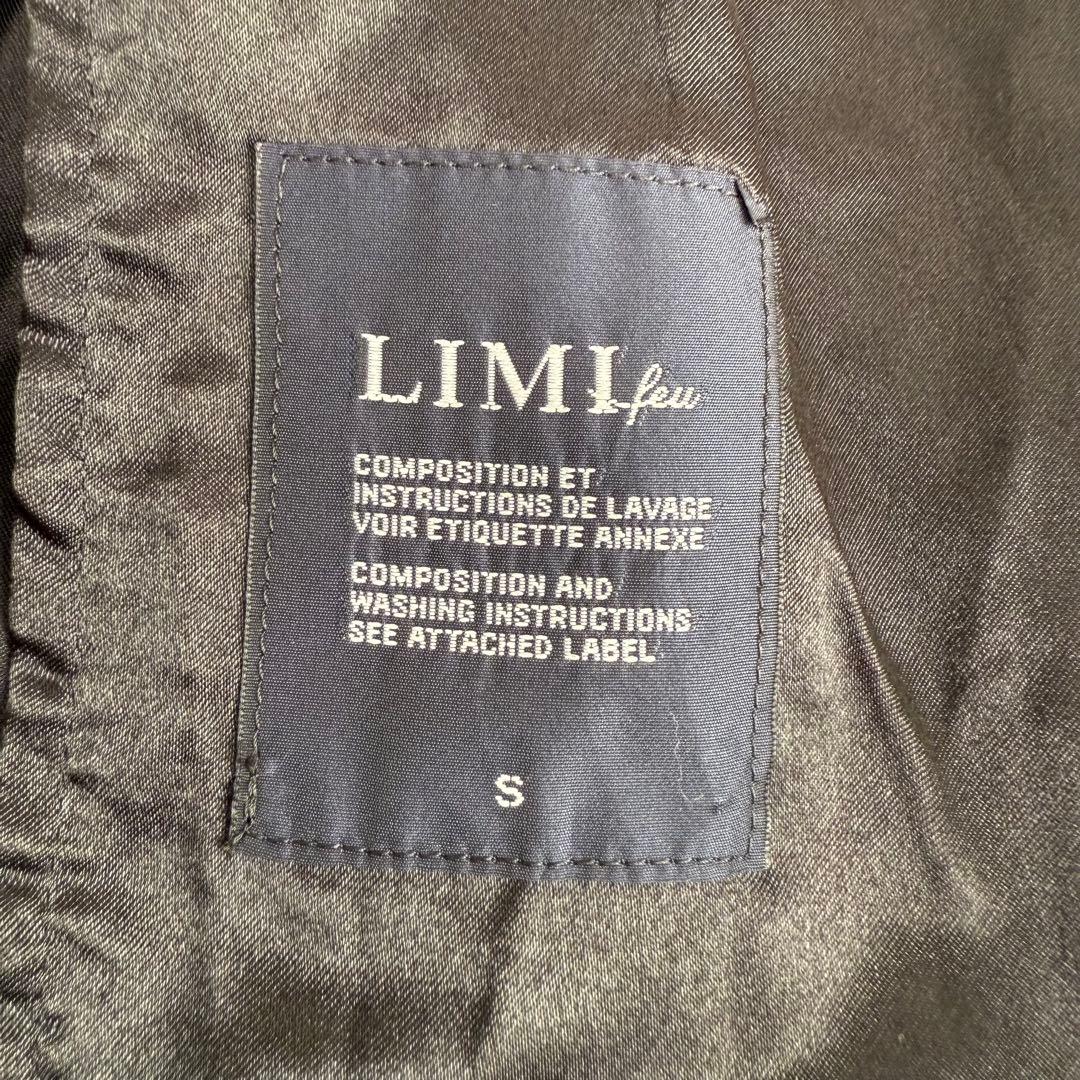 LIMI feu
COMPOSITION ET
INSTRUCTIONS DE LAVAGE
VOIR ETIQUETTE ANNEXE
COMPOSITION AND
WASHING INSTRUCTIONS
SEE ATTACHED LABEL
S